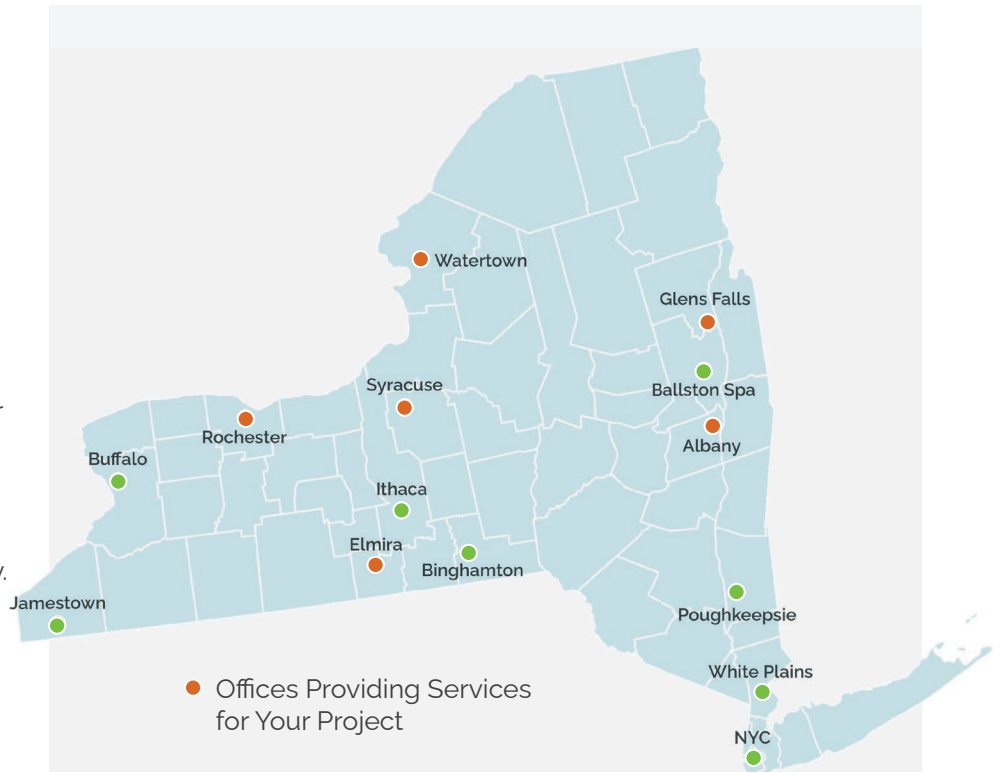 Watertown
Glens Falls
Syracuse
Ballston Spa
Rochester
Albany
Buffalo
Ithaca
Elmira
Binghamton
Jamestown
Poughkeepsie
White Plains
NYC
Offices Providing Services
for Your Project